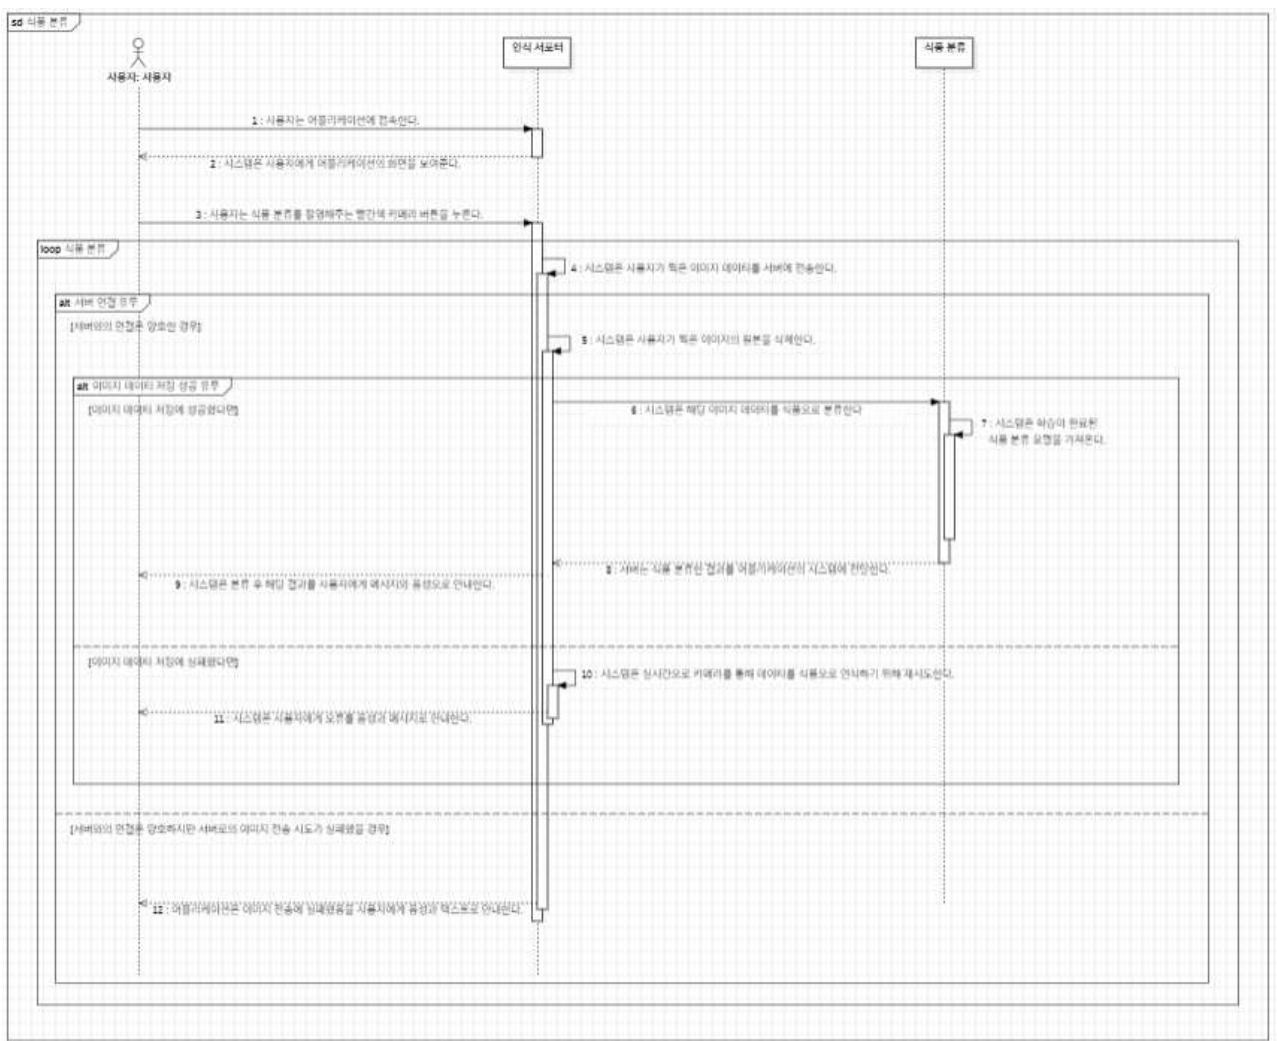 sd 식품 분류
인식 서포터
식품 분류
사용자: 사용자
1 : 사용자는 어플리케이션에 접속한다.
2 : 시스템은 사용자에게 어플리케이션의 화면을 보여준다.
3 : 사용자는 식품 분류를 촬영해주는 빨간색 카메라 버튼을 누른다.
loop 식품 분류
4 : 시스템은 사용자가 찍은 이미지 데이터를 서버에 전송한다.
alt 서버 연결 유무
[서버와의 연결은 양호한 경우]
5 : 시스템은 사용자가 찍은 이미지의 원본을 삭제한다.
alt 이미지 데이터 저장 성공 유무
[이미지 데이터 저장에 성공했다면]
6 : 시스템은 해당 이미지 데이터를 식품으로 분류한다
7 : 시스템은 학습이 완료된
식품 분류 모델을 가져온다.
8 : 서버는 식품 분류한 결과를 어플리케이션의 시스템에 전달한다.
9 : 시스템은 분류 후 해당 결과를 사용자에게 메시지와 음성으로 안내한다.
[이미지 데이터 저장에 실패했다면]
10 : 시스템은 실시간으로 카메라를 통해 데이터를 식품으로 인식하기 위해 재시도한다.
11 : 시스템은 사용자에게 오류를 음성과 메시지로 안내한다.
[서버와의 연결은 양호하지만 서버로의 이미지 전송 시도가 실패했을 경우]
12 : 어플리케이션은 이미지 전송에 실패했음을 사용자에게 음성과 텍스트로 안내한다.